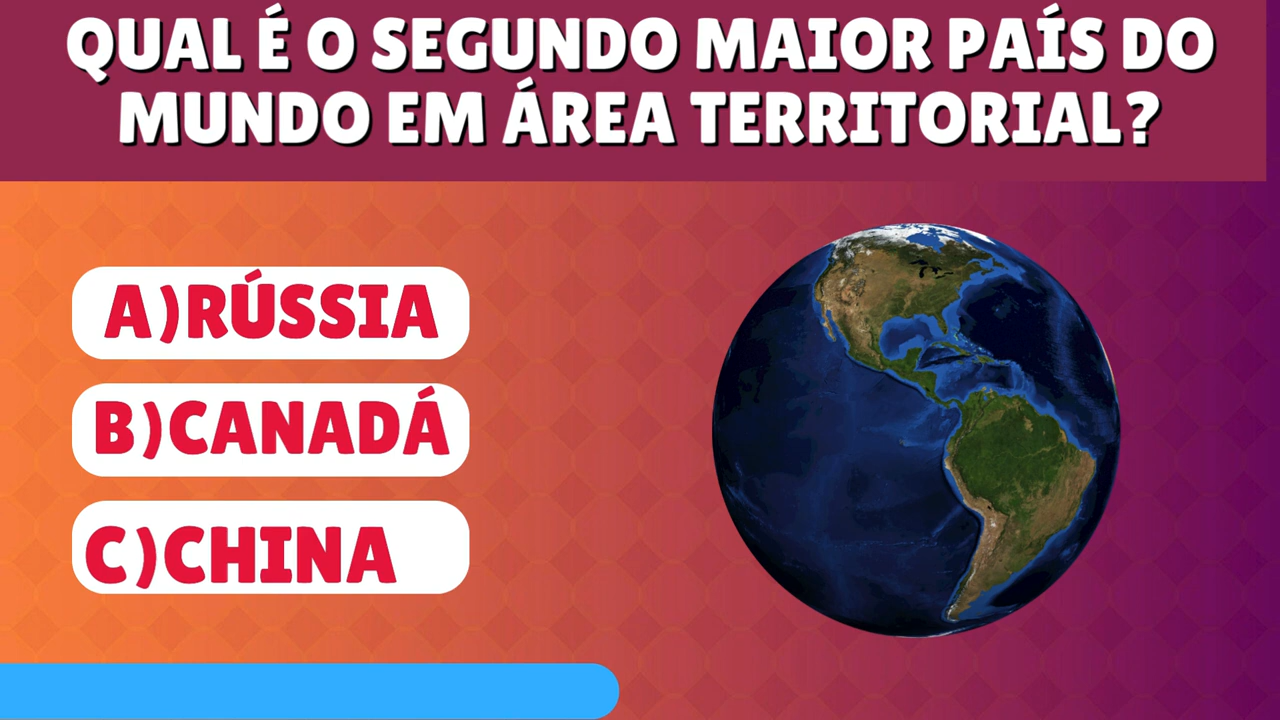 QUAL É O SEGUNDO MAIOR PAÍS DO
MUNDO EM ÁREA TERRITORIAL?
A)RÚSSIA
B)CANADÁ
C)CHINA